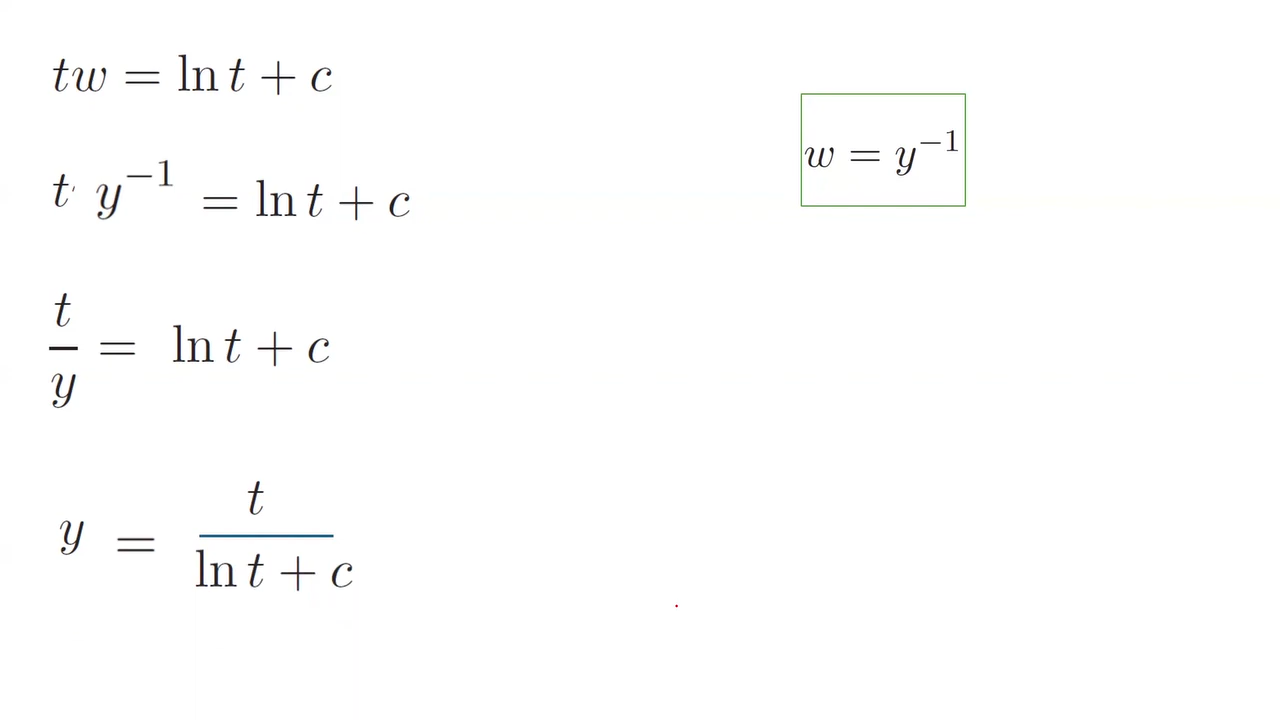 tw = ln t + c
w = y⁻¹
t y⁻¹ = ln t + c
t/y = ln t + c
y = t/(ln t + c)